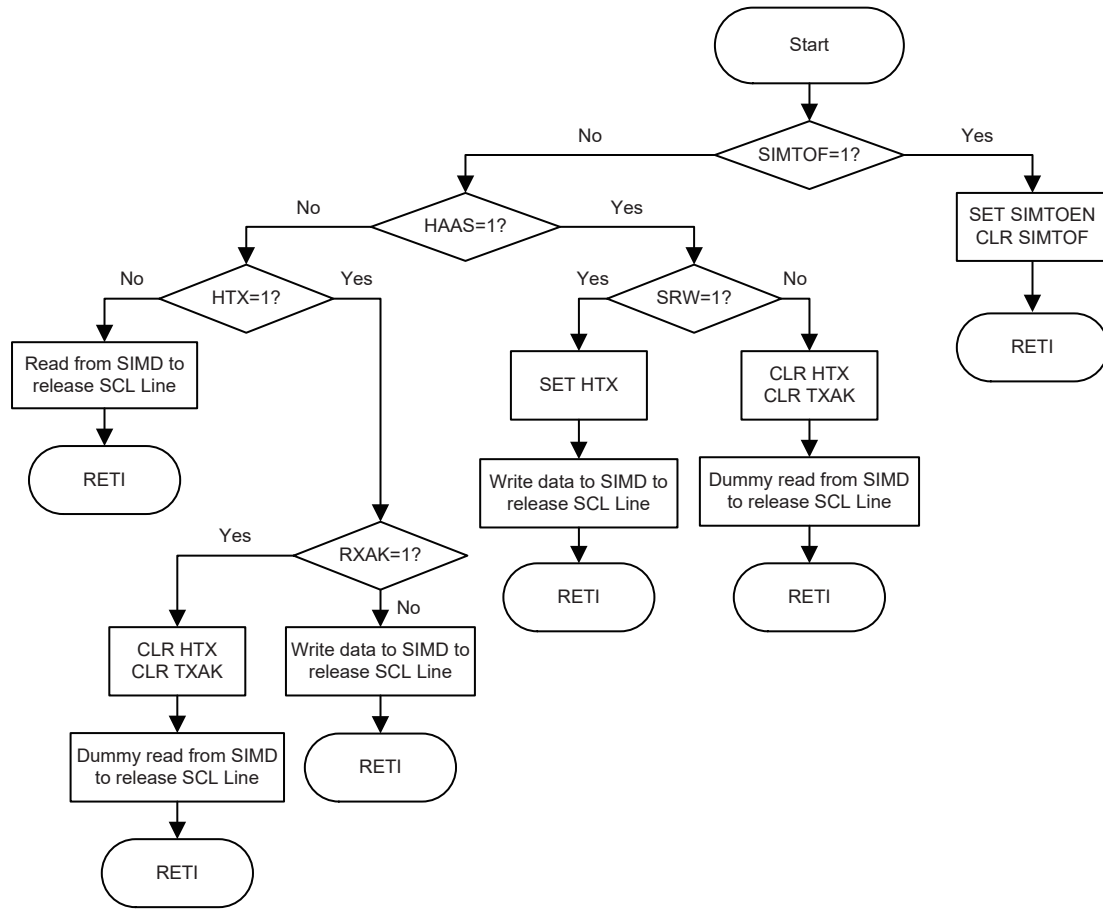 Start
No
Yes
SIMTOF=1?
SET SIMTOEN
CLR SIMTOF
RETI
No
Yes
HAAS=1?
No
Yes
HTX=1?
Yes
No
SRW=1?
Read from SIMD to
release SCL Line
RETI
SET HTX
CLR HTX
CLR TXAK
Write data to SIMD to
release SCL Line
Dummy read from SIMD
to release SCL Line
RETI
RETI
Yes
RXAK=1?
No
CLR HTX
CLR TXAK
Write data to SIMD to
release SCL Line
Dummy read from SIMD
to release SCL Line
RETI
RETI